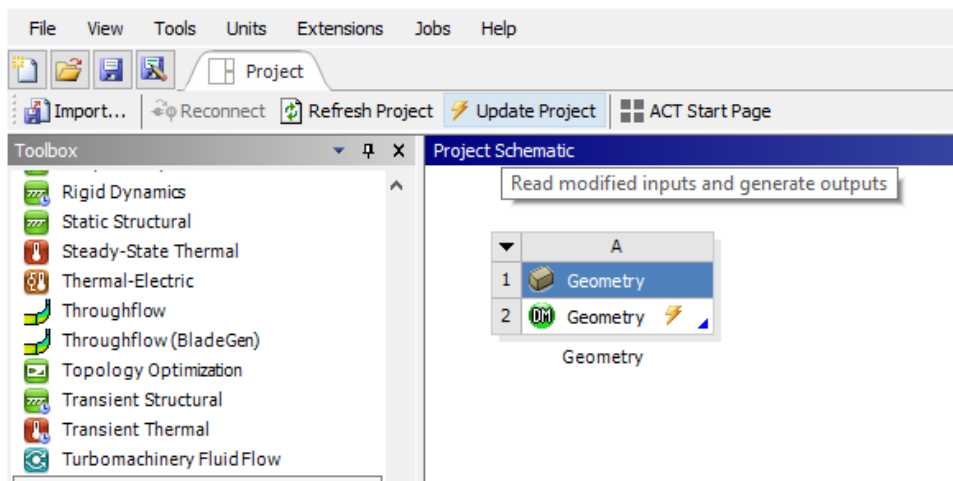 File View Tools Units Extensions Jobs Help
Project
Import... Reconnect Refresh Project Update Project ACT Start Page
Toolbox
Project Schematic
Read modified inputs and generate outputs
Rigid Dynamics
Static Structural
Steady-State Thermal
Thermal-Electric
Throughflow
Throughflow (BladeGen)
Topology Optimization
Transient Structural
Transient Thermal
Turbomachinery Fluid Flow
A
1 Geometry
2 DM Geometry
Geometry